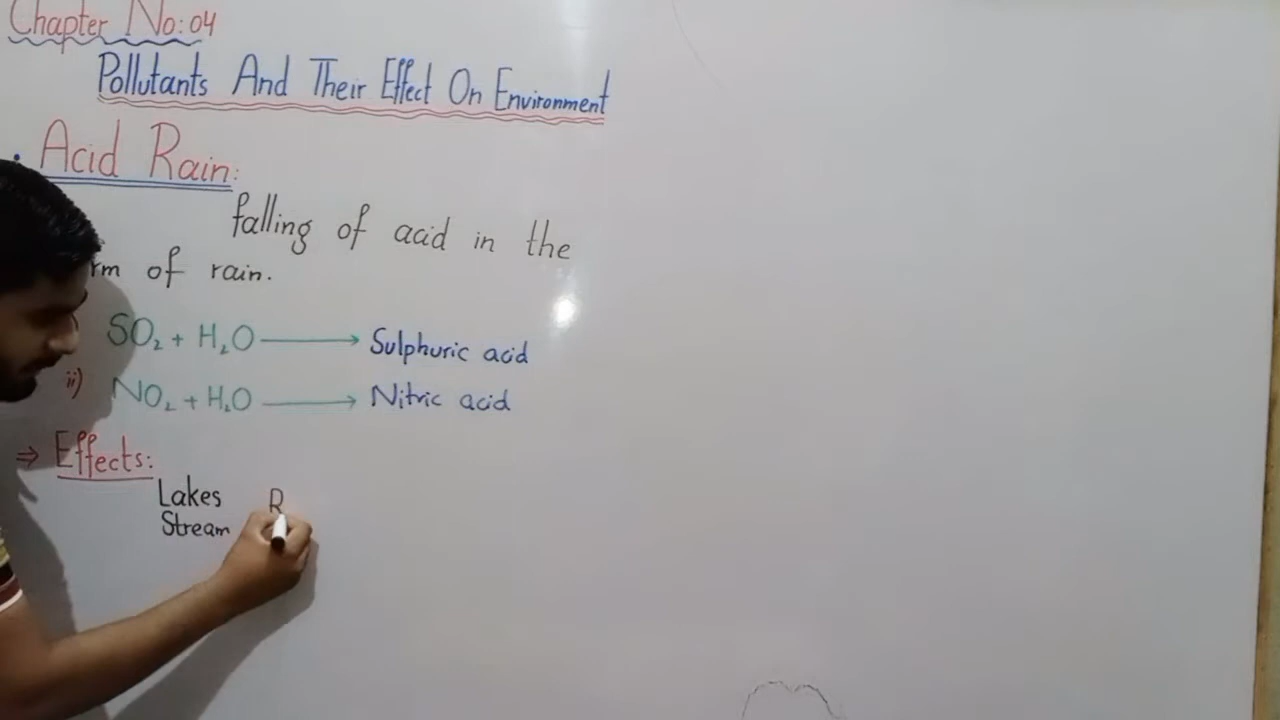 Chapter No:04
Pollutants And Their Effect On Environment
Acid Rain:
falling of acid in the
rm of rain.
SO₂ + H₂O → Sulphuric acid
ii) NO₂ + H₂O → Nitric acid
⇒ Effects:
Lakes R
Stream